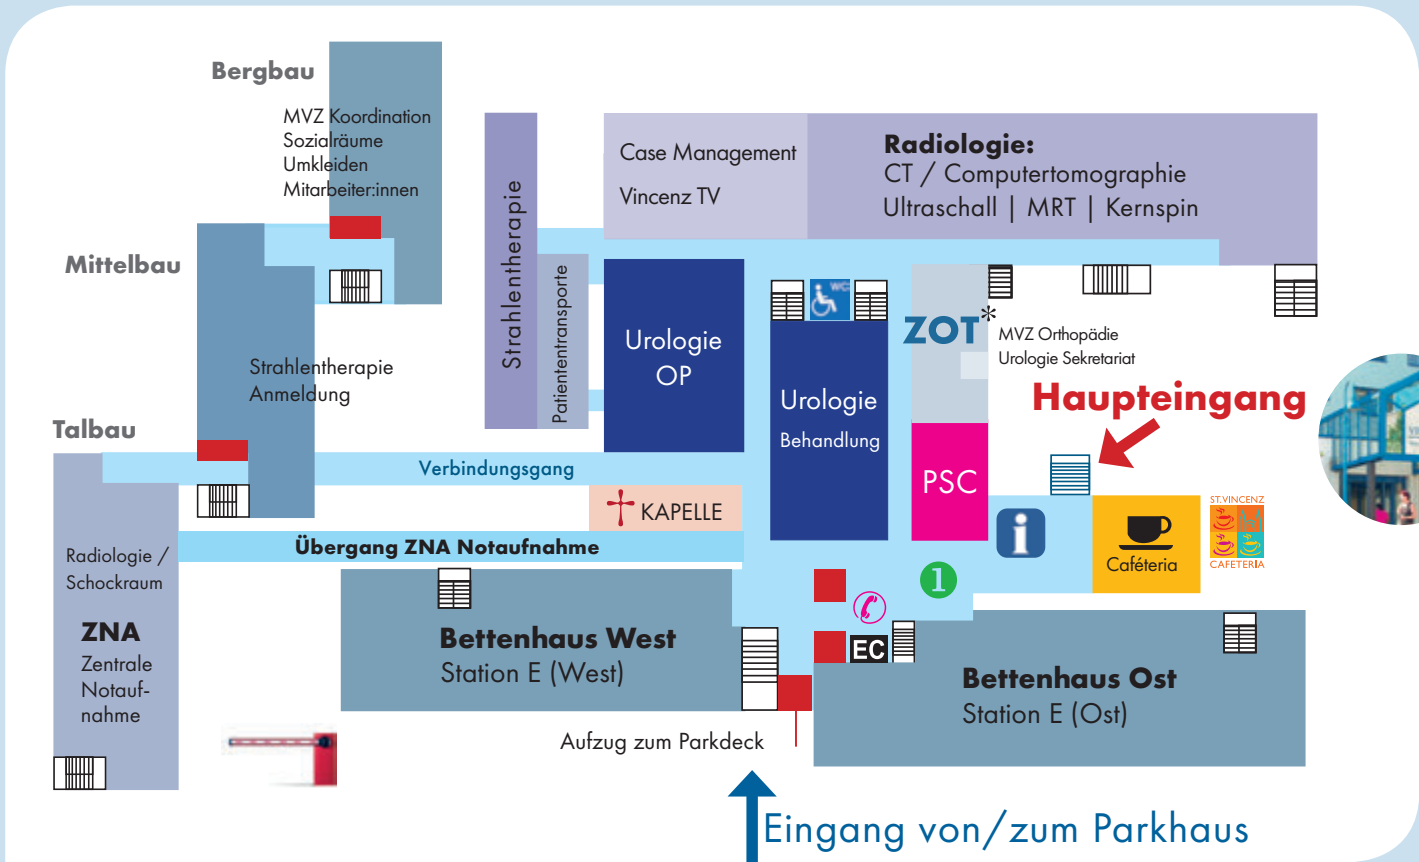 Bergbau
MVZ Koordination
Sozialräume
Umkleiden
Mitarbeiter:innen
Mittelbau
Strahlentherapie
Anmeldung
Talbau
Strahlentherapie
Patiententransporte
Case Management
Vincenz TV
Radiologie:
CT / Computertomographie
Ultraschall | MRT | Kernspin
Urologie
OP
WC
Urologie
Behandlung
ZOT*
MVZ Orthopädie
Urologie Sekretariat
Haupteingang
PSC
Verbindungsgang
KAPELLE
Übergang ZNA Notaufnahme
i
Caféteria
ST.VINCENZ
CAFETERIA
1
EC
Radiologie /
Schockraum
ZNA
Zentrale
Notauf-
nahme
Bettenhaus West
Station E (West)
Bettenhaus Ost
Station E (Ost)
Aufzug zum Parkdeck
Eingang von/zum Parkhaus